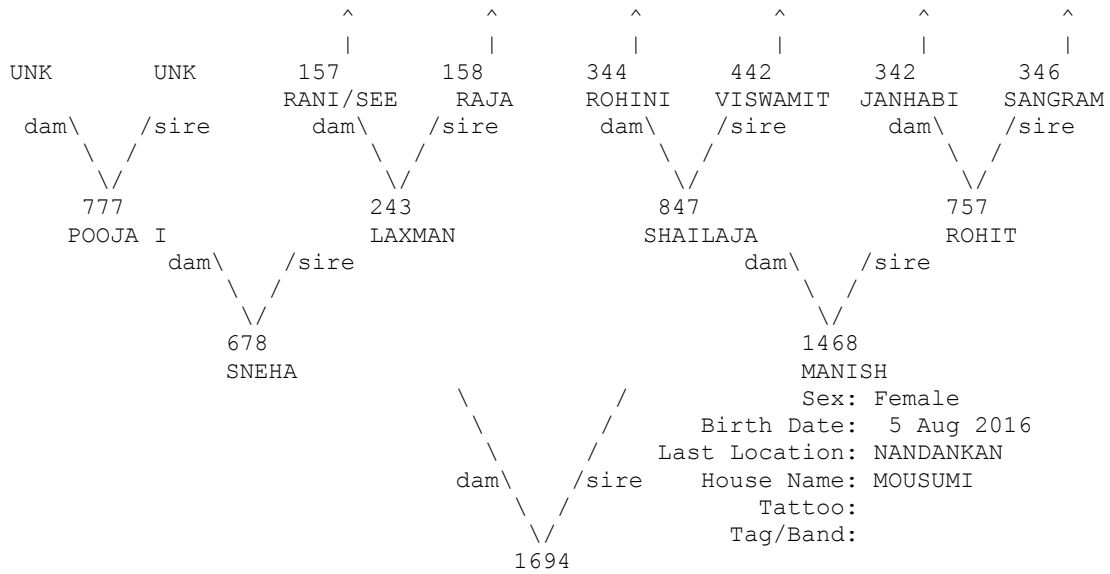 ^ ^ ^ ^ ^ ^
| | | | | |
UNK UNK 157 158 344 442 342 346
RANI/SEE RAJA ROHINI VISWAMIT JANHABI SANGRAM
dam\ /sire dam\ /sire dam\ /sire dam\ /sire
\ / \ / \ / \ /
\/ \/ \/ \/
777 243 847 757
POOJA I LAXMAN SHAILAJA ROHIT
dam\ /sire dam\ /sire
\ / \ /
\/ \/
678 1468
SNEHA MANISH
\ / Sex: Female
\ / Birth Date: 5 Aug 2016
\ / Last Location: NANDANKAN
dam\ /sire House Name: MOUSUMI
\ / Tattoo:
\/ Tag/Band:
1694